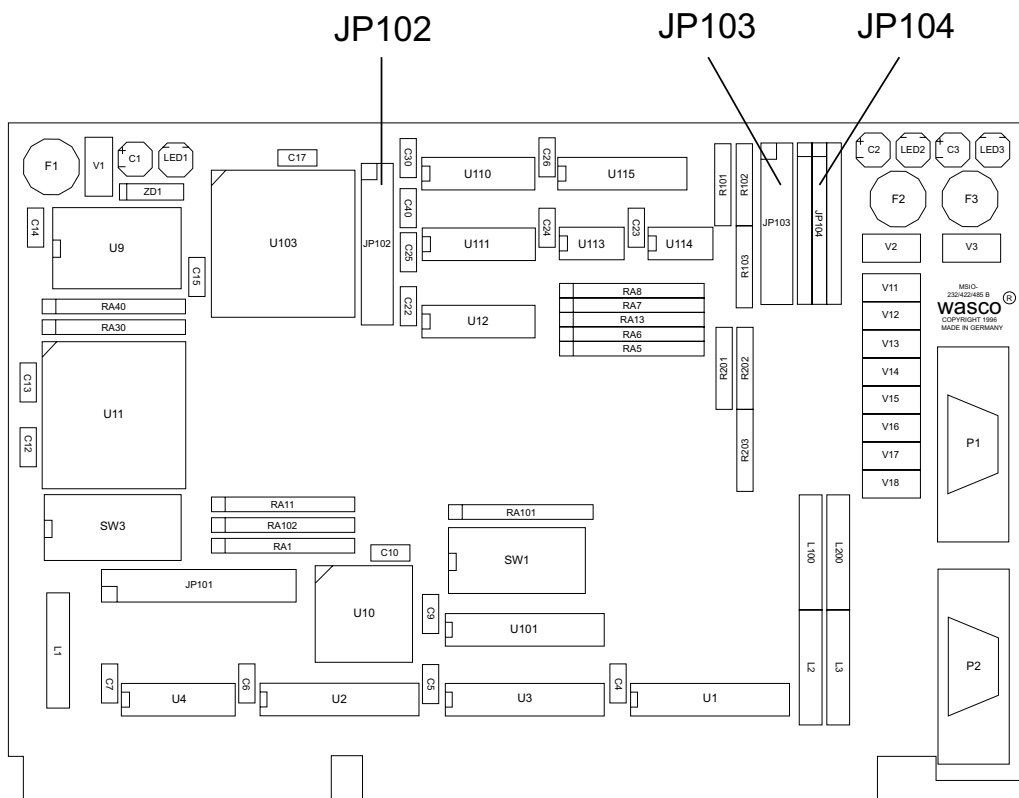 JP102
JP103
JP104
F1
V1
+
–
C1
+
–
LED1
ZD1
C14
U9
C15
RA40
RA30
C13
U11
C12
SW3
C17
U103
JP102
C30
C40
C25
C22
U110
U111
U12
C26
U115
C24
U113
C23
U114
RA8
RA7
RA13
RA6
RA5
R101
R102
R103
R201
R202
R203
JP103
JP104
+
–
C2
+
–
LED2
+
–
C3
+
–
LED3
F2
F3
V2
V3
V11
V12
V13
V14
V15
V16
V17
V18
MSIO-
232/422/485 B
wasco ®
COPYRIGHT 1996
MADE IN GERMANY
P1
P2
RA11
RA102
RA1
C10
RA101
SW1
JP101
U10
C9
U101
L1
C7
U4
C6
U2
C5
U3
C4
U1
L100
L200
L2
L3